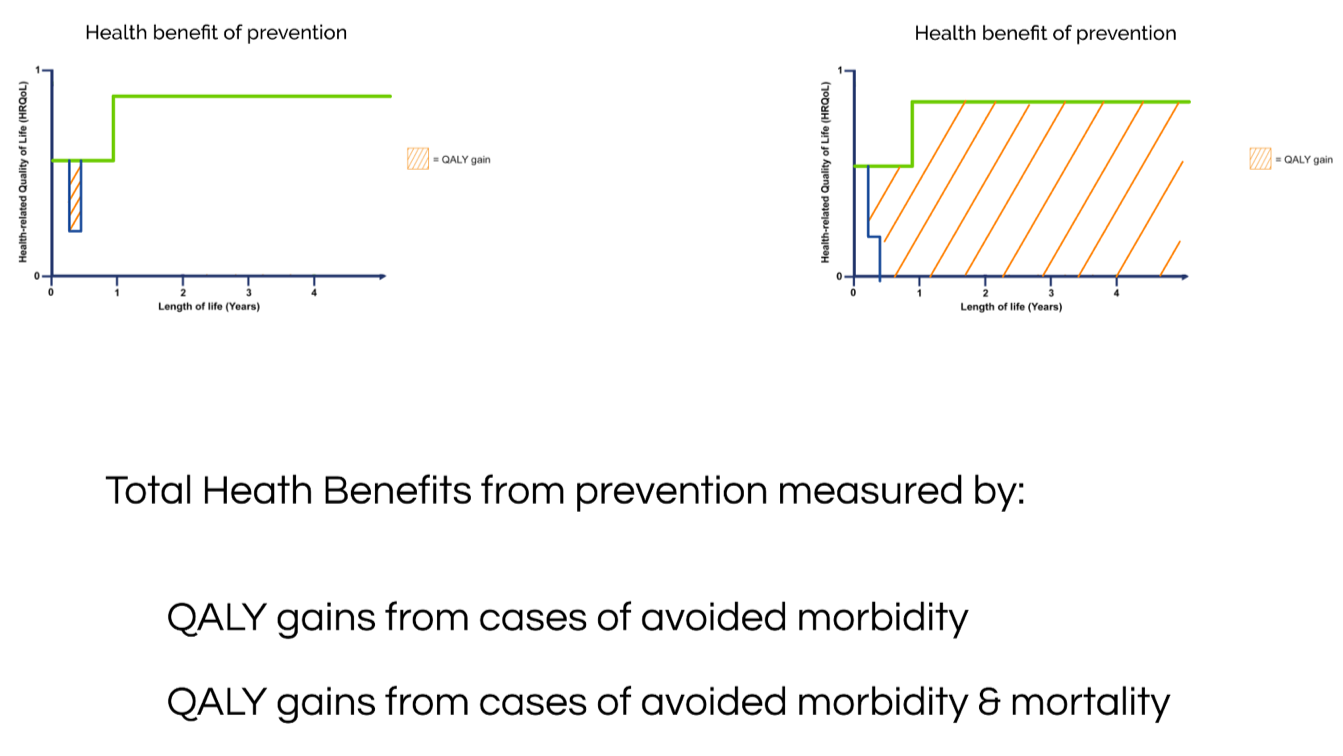 Health benefit of prevention
Health-related Quality of Life (HRQoL)
1
0
0 1 2 3 4
Length of life (Years)
= QALY gain
Health benefit of prevention
Health-related Quality of Life (HRQoL)
1
0
0 1 2 3 4
Length of life (Years)
= QALY gain
Total Heath Benefits from prevention measured by:
QALY gains from cases of avoided morbidity
QALY gains from cases of avoided morbidity & mortality